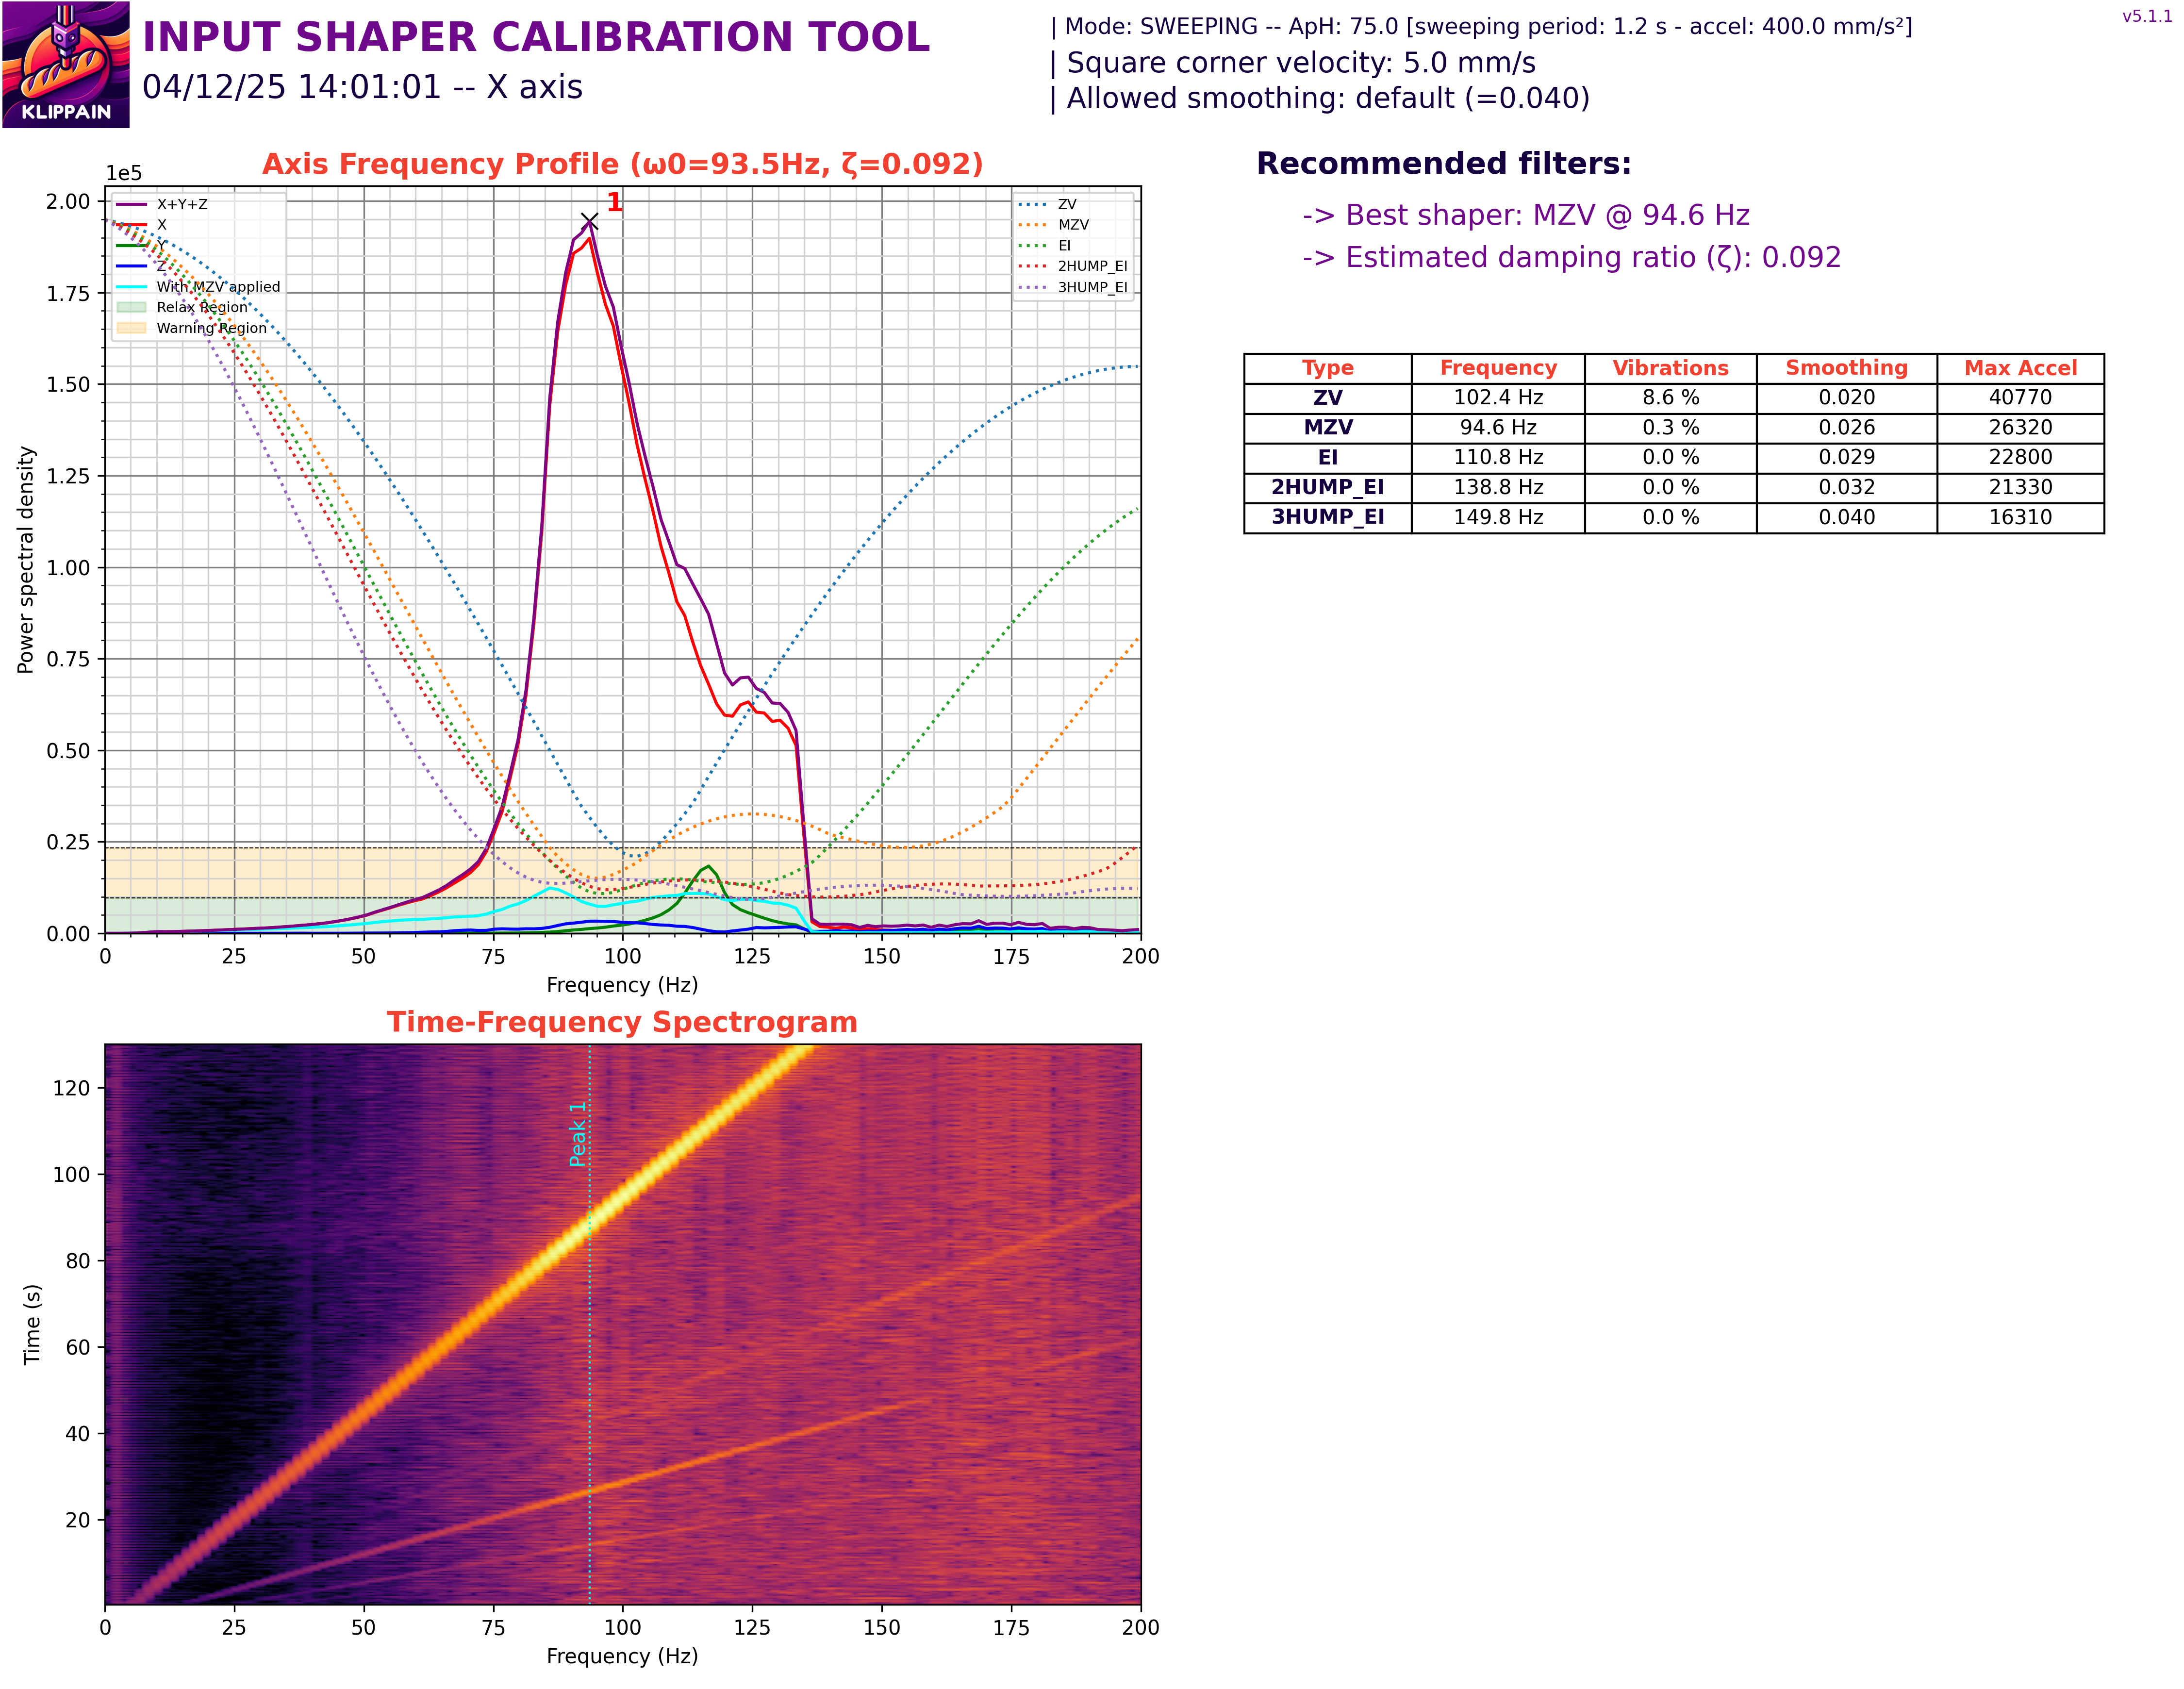 INPUT SHAPER CALIBRATION TOOL
04/12/25 14:01:01 -- X axis
KLIPPAIN
| Mode: SWEEPING -- ApH: 75.0 [sweeping period: 1.2 s - accel: 400.0 mm/s²]
| Square corner velocity: 5.0 mm/s
| Allowed smoothing: default (=0.040)
v5.1.1
Axis Frequency Profile (ω0=93.5Hz, ζ=0.092)
1e5
2.00
1.75
1.50
1.25
1.00
0.75
0.50
0.25
0.00
Power spectral density
X+Y+Z
X
Y
Z
With MZV applied
Relax Region
Warning Region
1
ZV
MZV
EI
2HUMP_EI
3HUMP_EI
0 25 50 75 100 125 150 175 200
Frequency (Hz)
Recommended filters:
-> Best shaper: MZV @ 94.6 Hz
-> Estimated damping ratio (ζ): 0.092
Type Frequency Vibrations Smoothing Max Accel
ZV 102.4 Hz 8.6 % 0.020 40770
MZV 94.6 Hz 0.3 % 0.026 26320
EI 110.8 Hz 0.0 % 0.029 22800
2HUMP_EI 138.8 Hz 0.0 % 0.032 21330
3HUMP_EI 149.8 Hz 0.0 % 0.040 16310
Time-Frequency Spectrogram
120
100
80
60
40
20
Time (s)
Peak 1
0 25 50 75 100 125 150 175 200
Frequency (Hz)